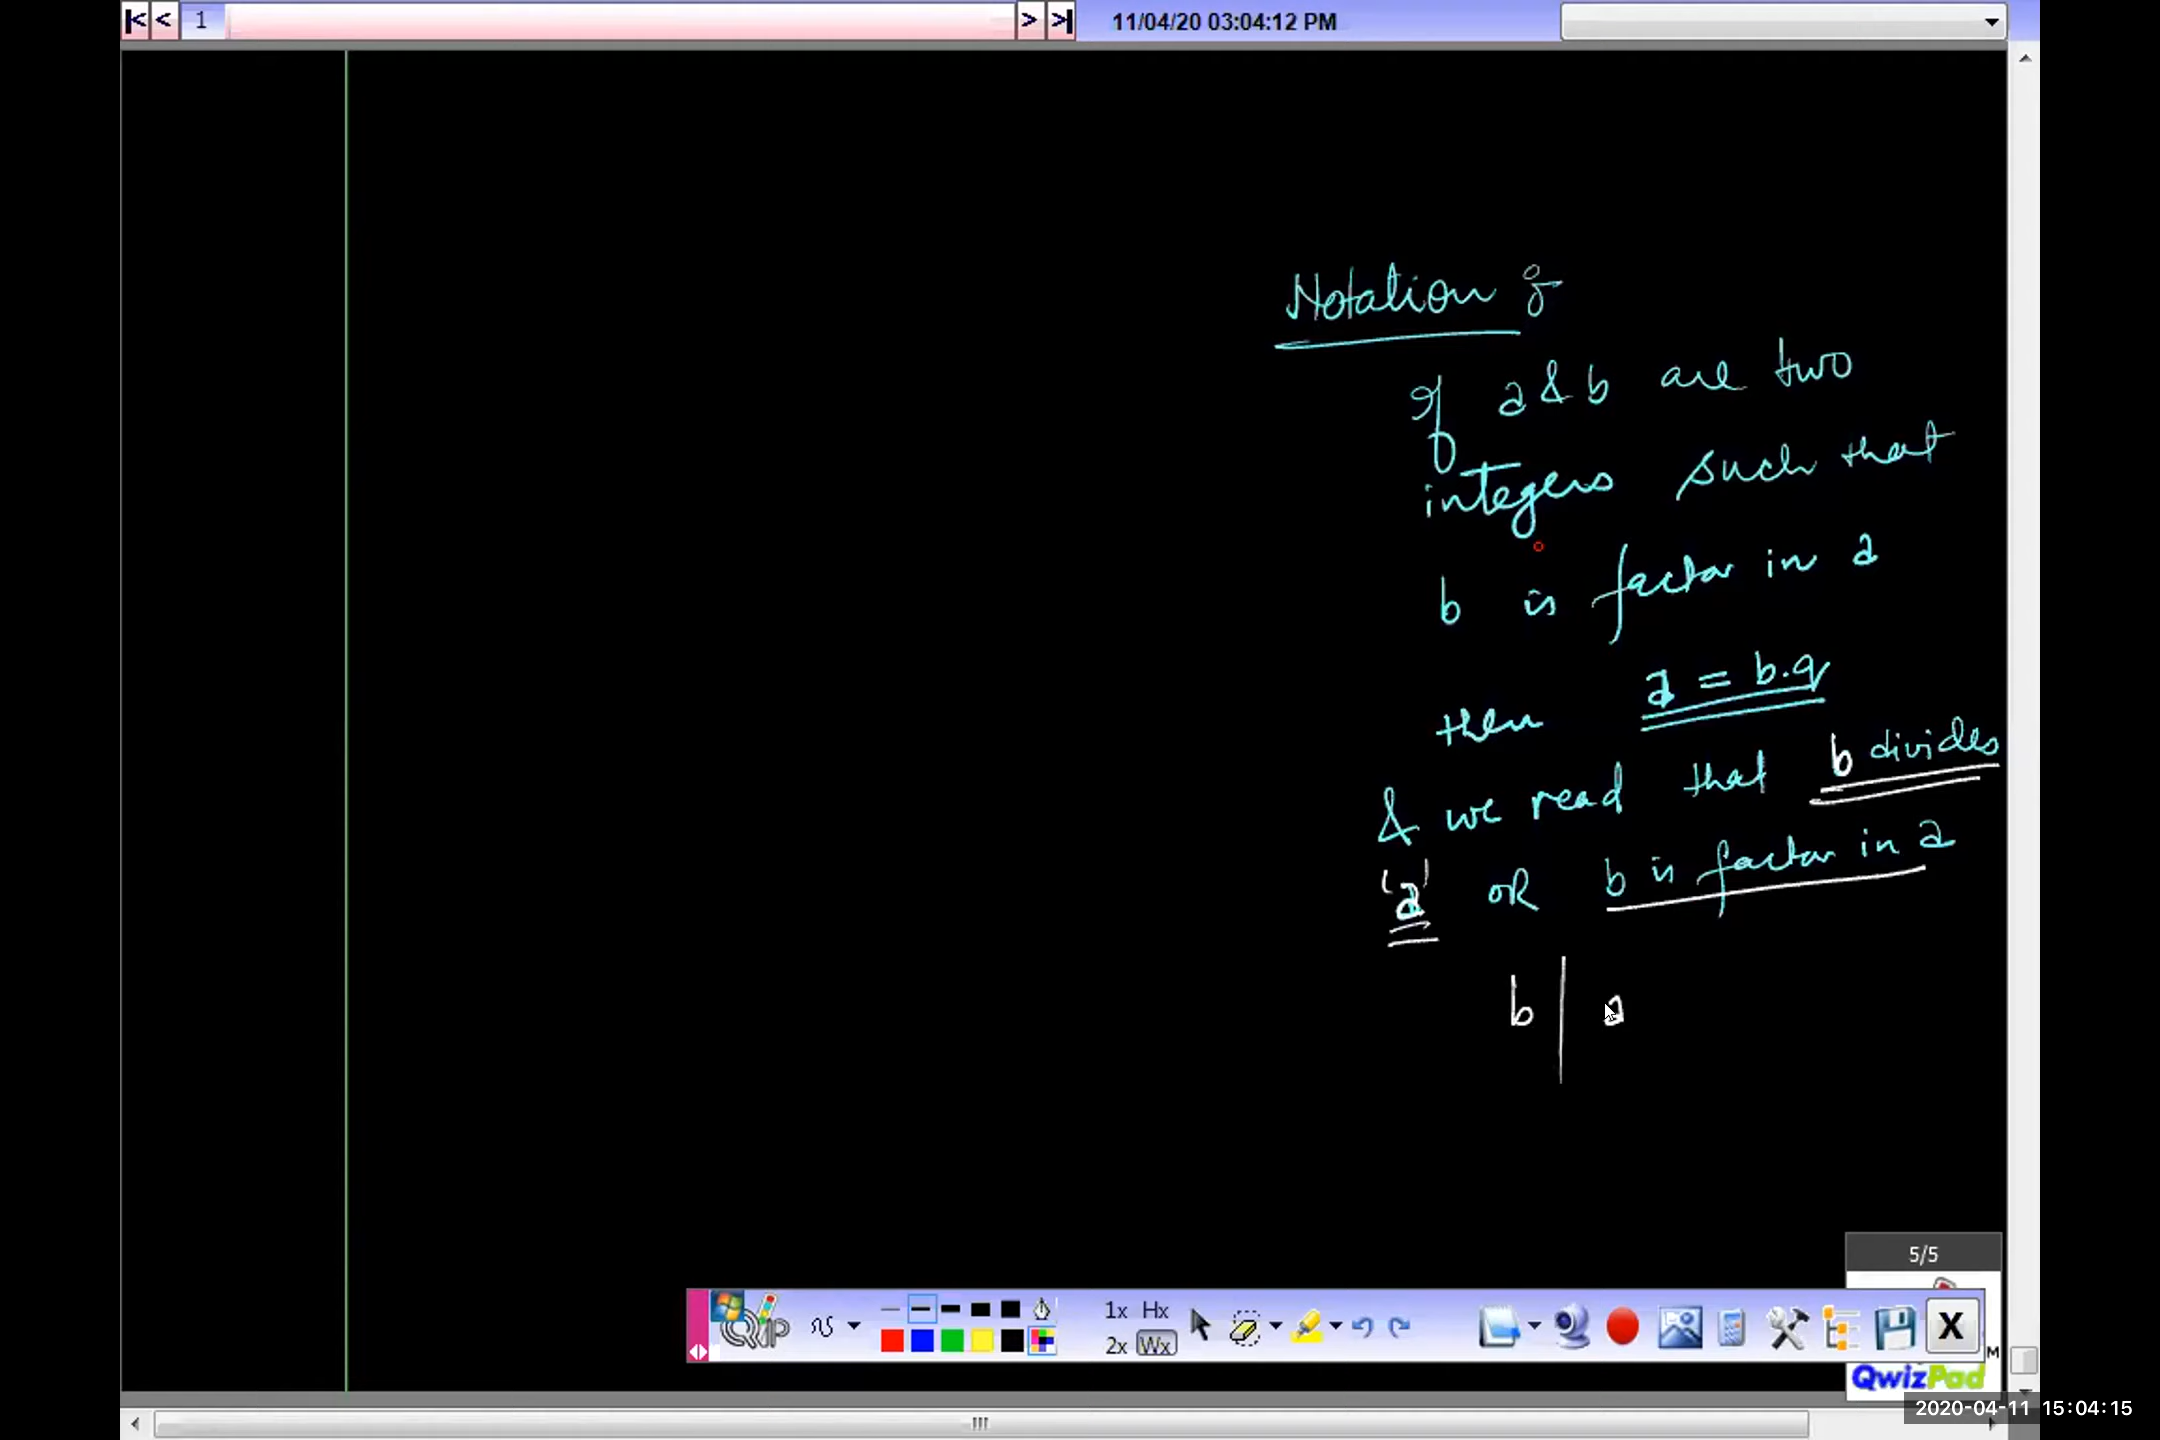 1
11/04/20 03:04:12 PM
Notation :-
If a & b are two
integers such that
b is factor in a
then a = b.q
& we read that b divides
'a' OR b is factor in a
b | a
5/5
1x Hx
2x Wx
Qip
X
M
QwizPad
2020-04-11 15:04:15